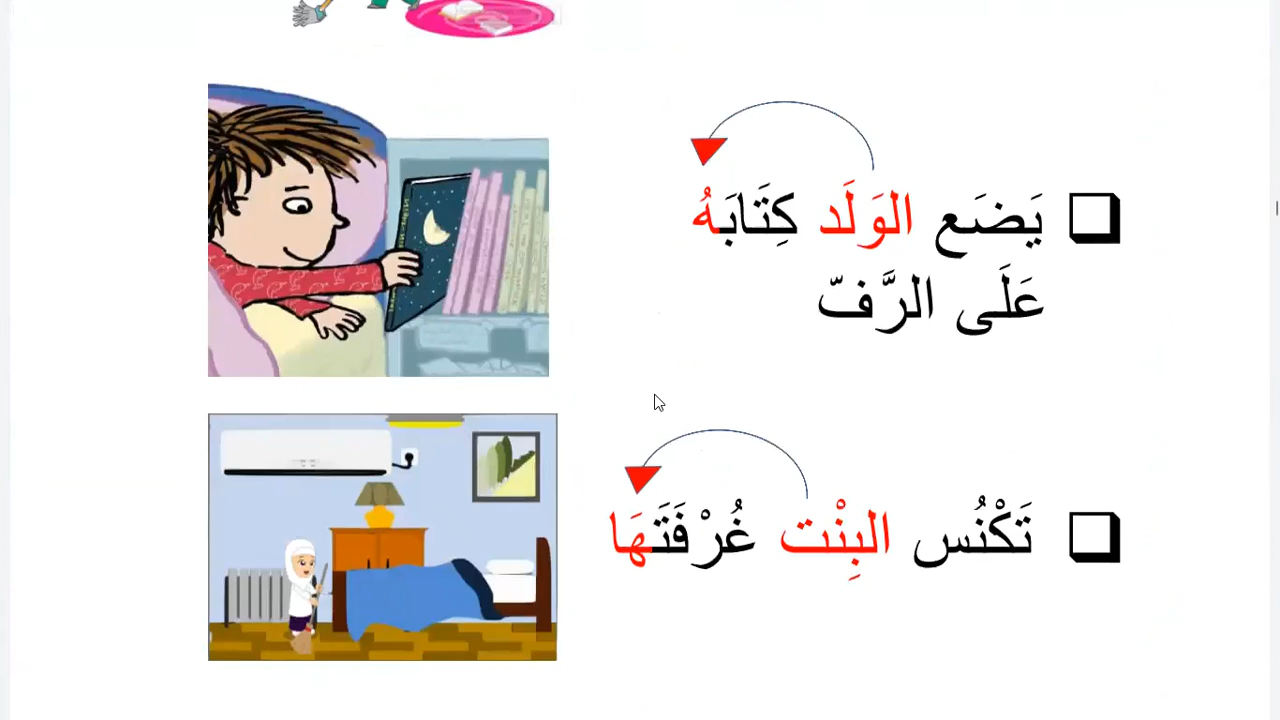 يَضَع الوَلَد كِتَابَهُ
عَلَى الرَّفّ
تَكْنُس البِنْت غُرْفَتَهَا